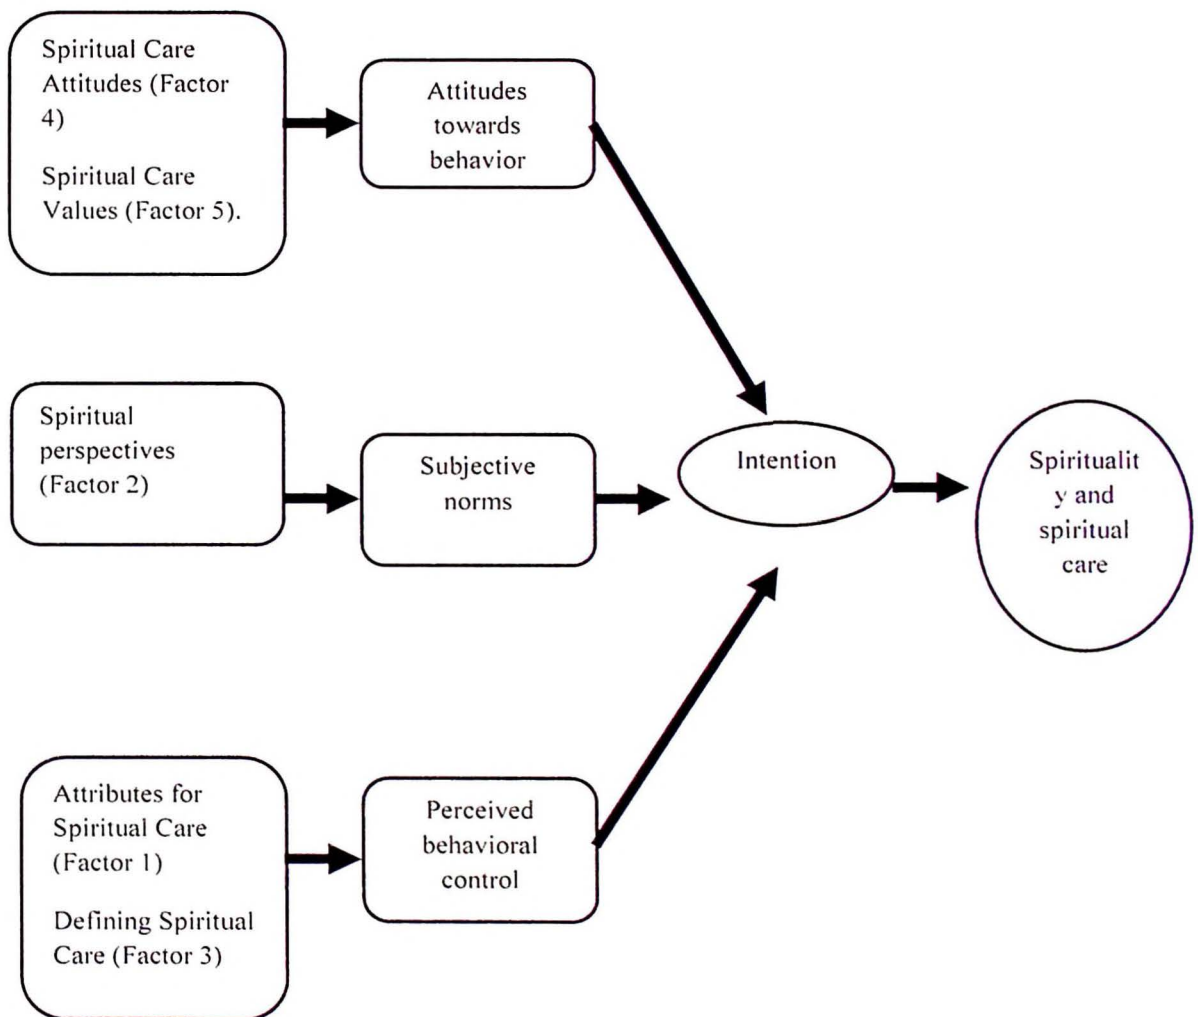 Spiritual Care
Attitudes (Factor
4)
Spiritual Care
Values (Factor 5).
Attitudes
towards
behavior
Spiritual
perspectives
(Factor 2)
Subjective
norms
Intention
Spiritualit
y and
spiritual
care
Attributes for
Spiritual Care
(Factor 1)
Defining Spiritual
Care (Factor 3)
Perceived
behavioral
control